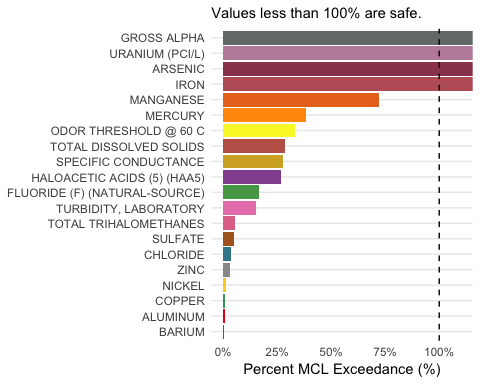 Values less than 100% are safe.
GROSS ALPHA
URANIUM (PCI/L)
ARSENIC
IRON
MANGANESE
MERCURY
ODOR THRESHOLD @ 60 C
TOTAL DISSOLVED SOLIDS
SPECIFIC CONDUCTANCE
HALOACETIC ACIDS (5) (HAA5)
FLUORIDE (F) (NATURAL-SOURCE)
TURBIDITY, LABORATORY
TOTAL TRIHALOMETHANES
SULFATE
CHLORIDE
ZINC
NICKEL
COPPER
ALUMINUM
BARIUM
0% 25% 50% 75% 100%
Percent MCL Exceedance (%)